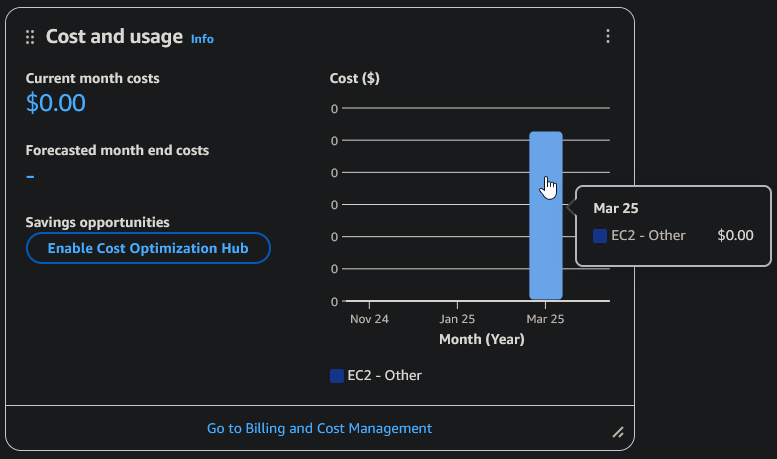 Cost and usage Info
Current month costs
$0.00
Forecasted month end costs
-
Savings opportunities
Enable Cost Optimization Hub
Cost ($)
0
0
0
0
0
0
0
Nov 24 Jan 25 Mar 25
Month (Year)
EC2 - Other
Mar 25
EC2 - Other $0.00
Go to Billing and Cost Management